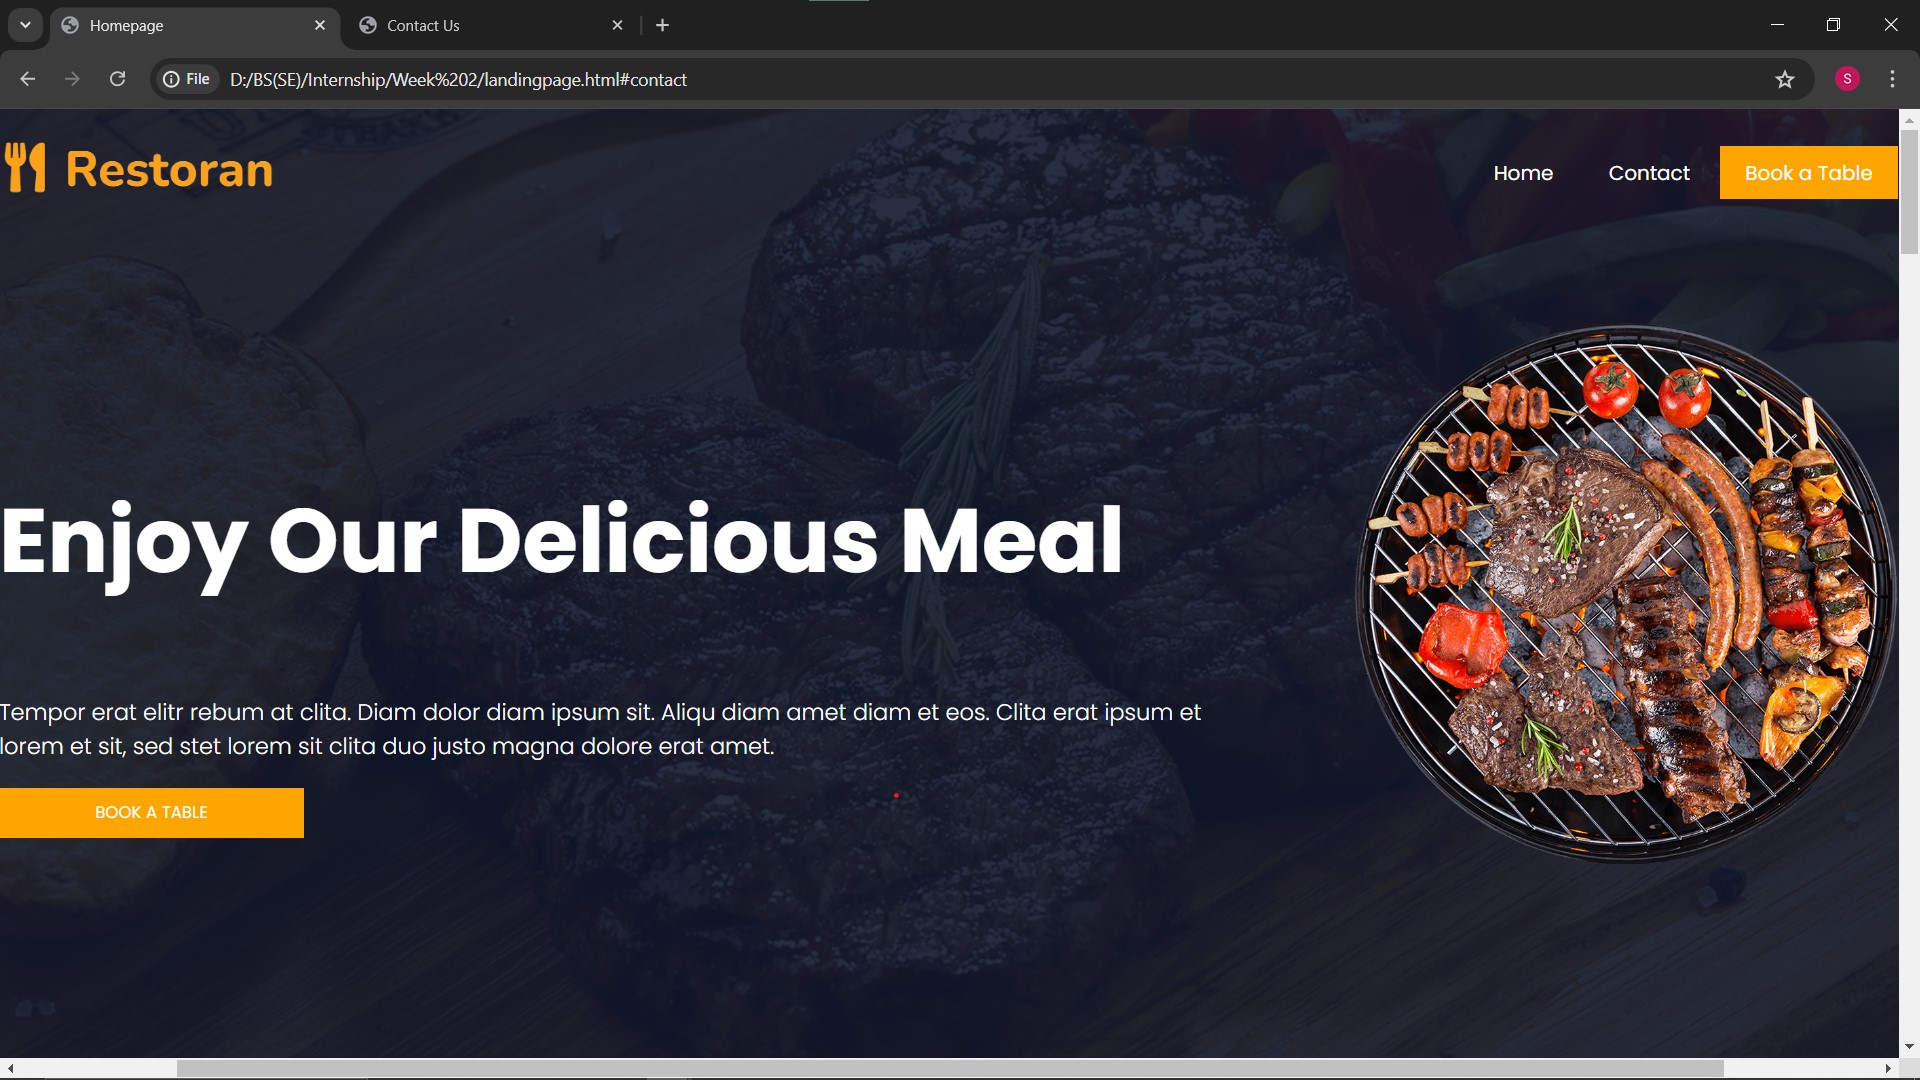 Homepage
Contact Us
File
D:/BS(SE)/Internship/Week%202/landingpage.html#contact
S
Restoran
Home
Contact
Book a Table
Enjoy Our Delicious Meal
Tempor erat elitr rebum at clita. Diam dolor diam ipsum sit. Aliqu diam amet diam et eos. Clita erat ipsum et
lorem et sit, sed stet lorem sit clita duo justo magna dolore erat amet.
BOOK A TABLE